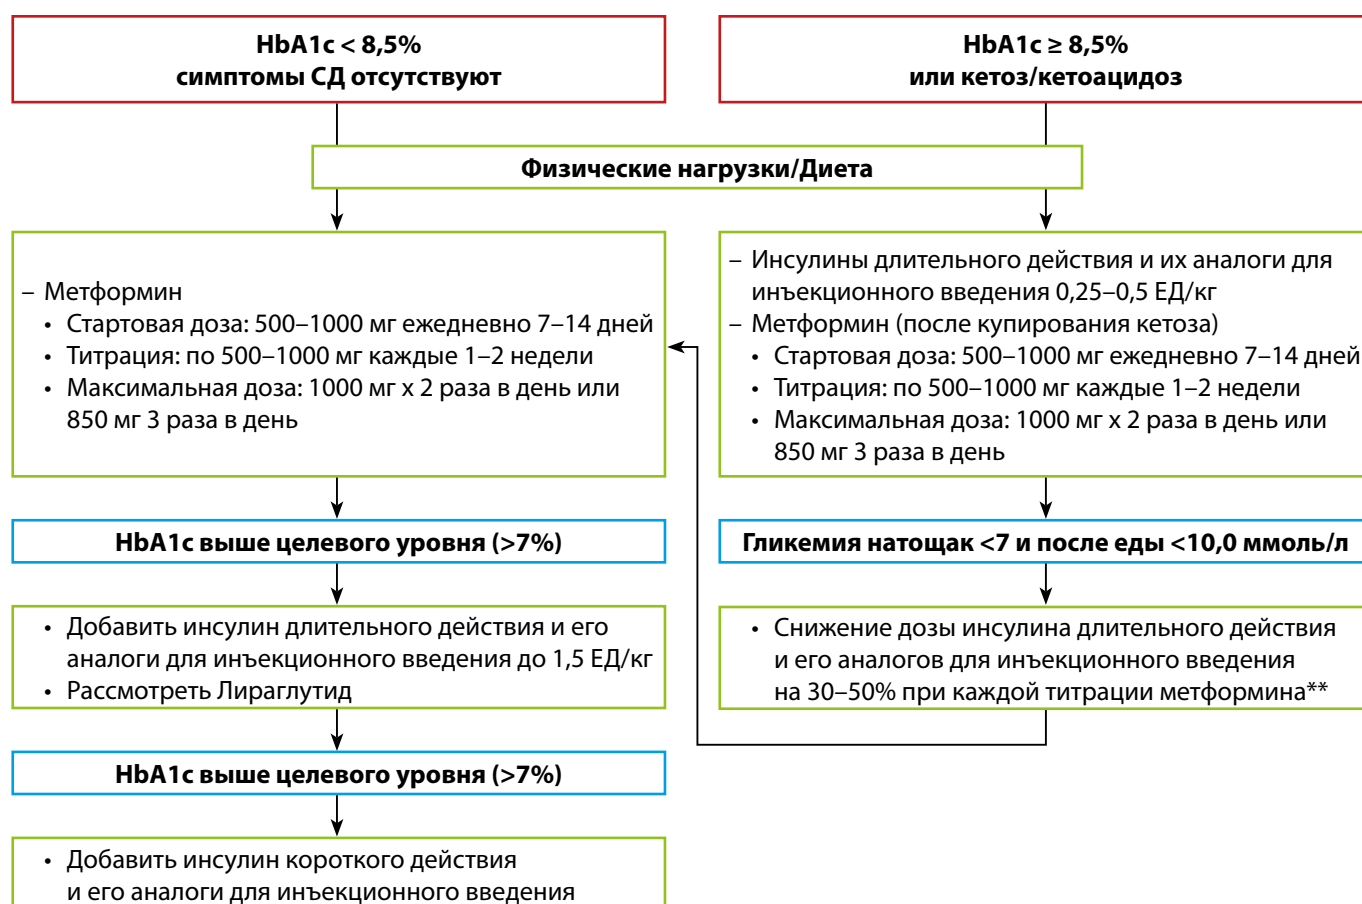 HbA1c < 8,5%
симптомы СД отсутствуют
HbA1c ≥ 8,5%
или кетоз/кетоацидоз
Физические нагрузки/Диета
– Метформин
• Стартовая доза: 500–1000 мг ежедневно 7–14 дней
• Титрация: по 500–1000 мг каждые 1–2 недели
• Максимальная доза: 1000 мг х 2 раза в день или
850 мг 3 раза в день
– Инсулины длительного действия и их аналоги для
инъекционного введения 0,25–0,5 ЕД/кг
– Метформин (после купирования кетоза)
• Стартовая доза: 500–1000 мг ежедневно 7–14 дней
• Титрация: по 500–1000 мг каждые 1–2 недели
• Максимальная доза: 1000 мг х 2 раза в день или
850 мг 3 раза в день
HbA1c выше целевого уровня (>7%)
Гликемия натощак <7 и после еды <10,0 ммоль/л
• Добавить инсулин длительного действия и его
аналоги для инъекционного введения до 1,5 ЕД/кг
• Рассмотреть Лираглутид
• Снижение дозы инсулина длительного действия
и его аналогов для инъекционного введения
на 30–50% при каждой титрации метформина**
HbA1c выше целевого уровня (>7%)
• Добавить инсулин короткого действия
и его аналоги для инъекционного введения